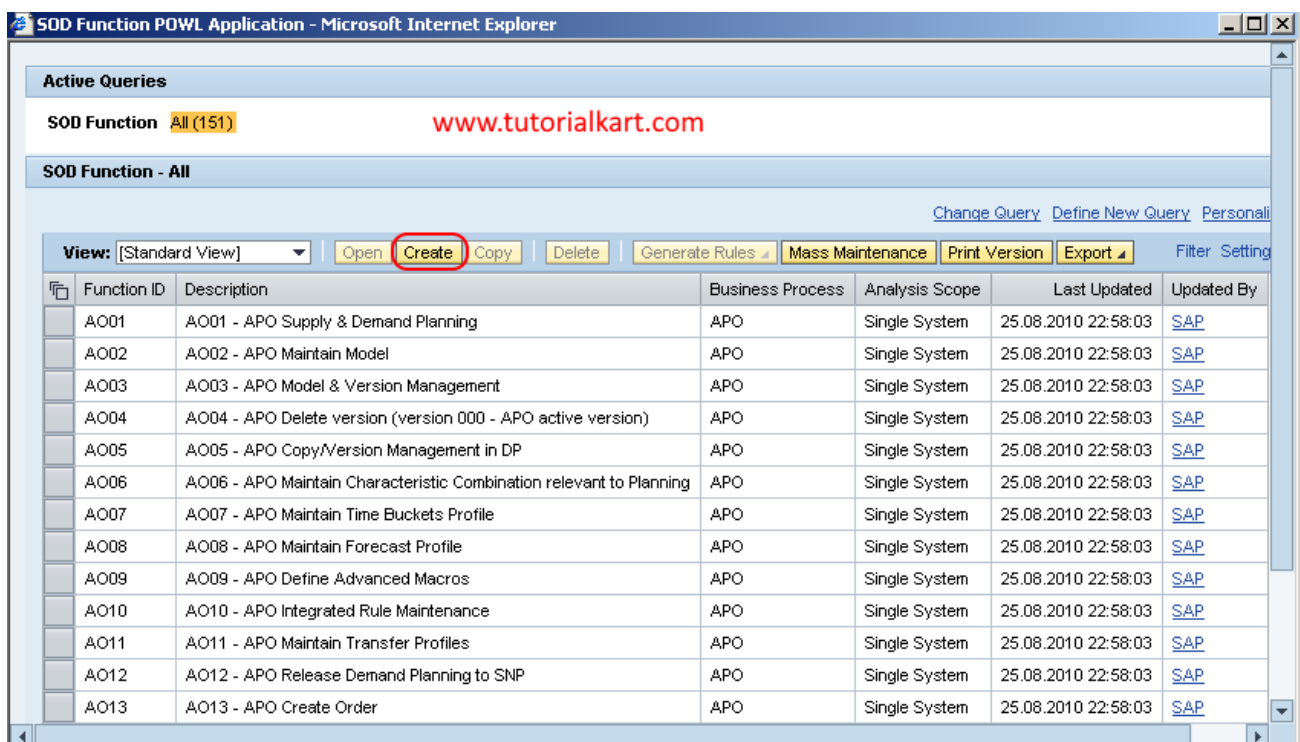 SOD Function POWL Application - Microsoft Internet Explorer
Active Queries
SOD Function All (151)
www.tutorialkart.com
SOD Function - All
Change Query Define New Query Personali
View: [Standard View] Open Create Copy Delete Generate Rules Mass Maintenance Print Version Export Filter Setting
Function ID Description Business Process Analysis Scope Last Updated Updated By
AO01 AO01 - APO Supply & Demand Planning APO Single System 25.08.2010 22:58:03 SAP
AO02 AO02 - APO Maintain Model APO Single System 25.08.2010 22:58:03 SAP
AO03 AO03 - APO Model & Version Management APO Single System 25.08.2010 22:58:03 SAP
AO04 AO04 - APO Delete version (version 000 - APO active version) APO Single System 25.08.2010 22:58:03 SAP
AO05 AO05 - APO Copy/Version Management in DP APO Single System 25.08.2010 22:58:03 SAP
AO06 AO06 - APO Maintain Characteristic Combination relevant to Planning APO Single System 25.08.2010 22:58:03 SAP
AO07 AO07 - APO Maintain Time Buckets Profile APO Single System 25.08.2010 22:58:03 SAP
AO08 AO08 - APO Maintain Forecast Profile APO Single System 25.08.2010 22:58:03 SAP
AO09 AO09 - APO Define Advanced Macros APO Single System 25.08.2010 22:58:03 SAP
AO10 AO10 - APO Integrated Rule Maintenance APO Single System 25.08.2010 22:58:03 SAP
AO11 AO11 - APO Maintain Transfer Profiles APO Single System 25.08.2010 22:58:03 SAP
AO12 AO12 - APO Release Demand Planning to SNP APO Single System 25.08.2010 22:58:03 SAP
AO13 AO13 - APO Create Order APO Single System 25.08.2010 22:58:03 SAP